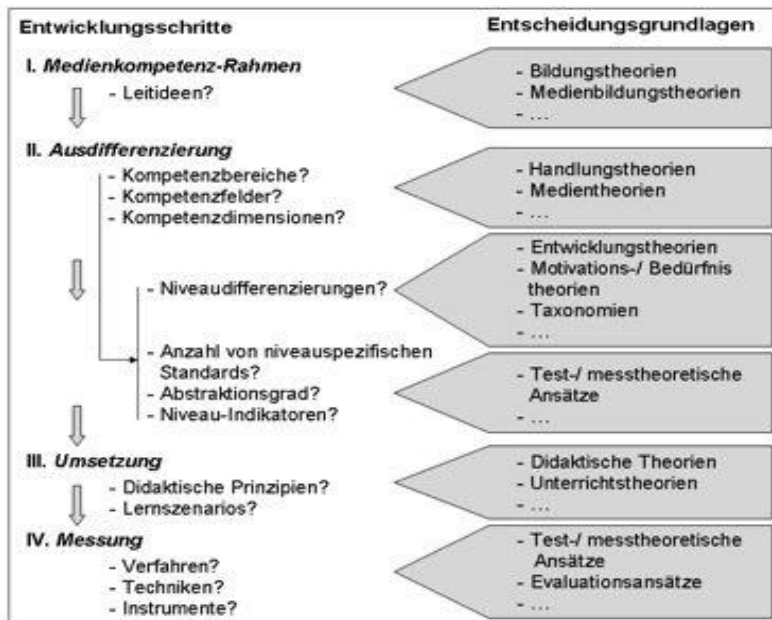 Entwicklungsschritte
Entscheidungsgrundlagen
I. Medienkompetenz-Rahmen
- Leitideen?
- Bildungstheorien
- Medienbildungstheorien
- ...
II. Ausdifferenzierung
- Kompetenzbereiche?
- Kompetenzfelder?
- Kompetenzdimensionen?
- Handlungstheorien
- Medientheorien
- ...
- Niveaudifferenzierungen?
- Entwicklungstheorien
- Motivations-/ Bedürfnis
theorien
- Taxonomien
- ...
- Anzahl von niveauspezifischen
Standards?
- Abstraktionsgrad?
- Niveau-Indikatoren?
- Test-/ messtheoretische
Ansätze
- ...
III. Umsetzung
- Didaktische Prinzipien?
- Lernszenarios?
- Didaktische Theorien
- Unterrichtstheorien
- ...
IV. Messung
- Verfahren?
- Techniken?
- Instrumente?
- Test-/ messtheoretische
Ansätze
- Evaluationsansätze
- ...